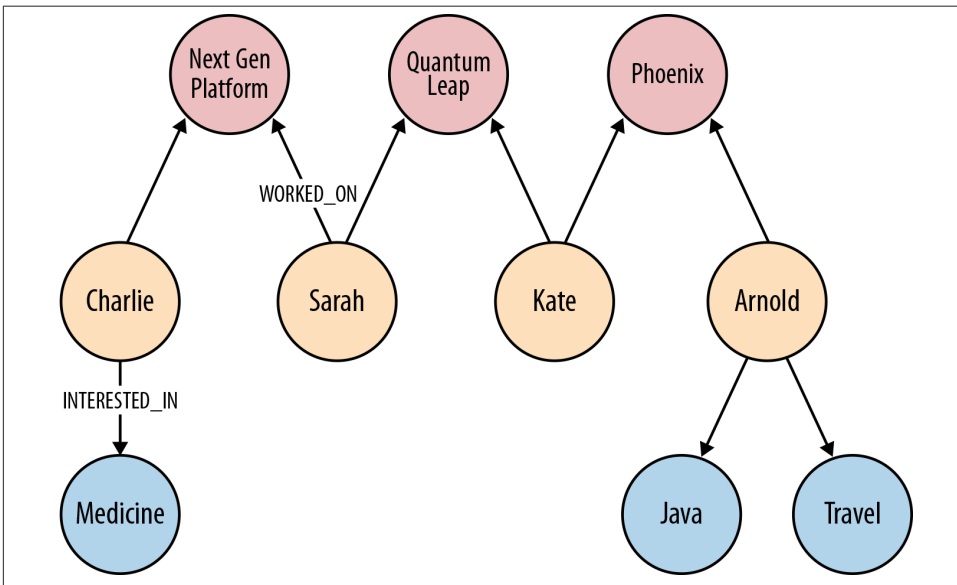 Next Gen
Platform
Quantum
Leap
Phoenix
WORKED_ON
Charlie
Sarah
Kate
Arnold
INTERESTED_IN
Medicine
Java
Travel